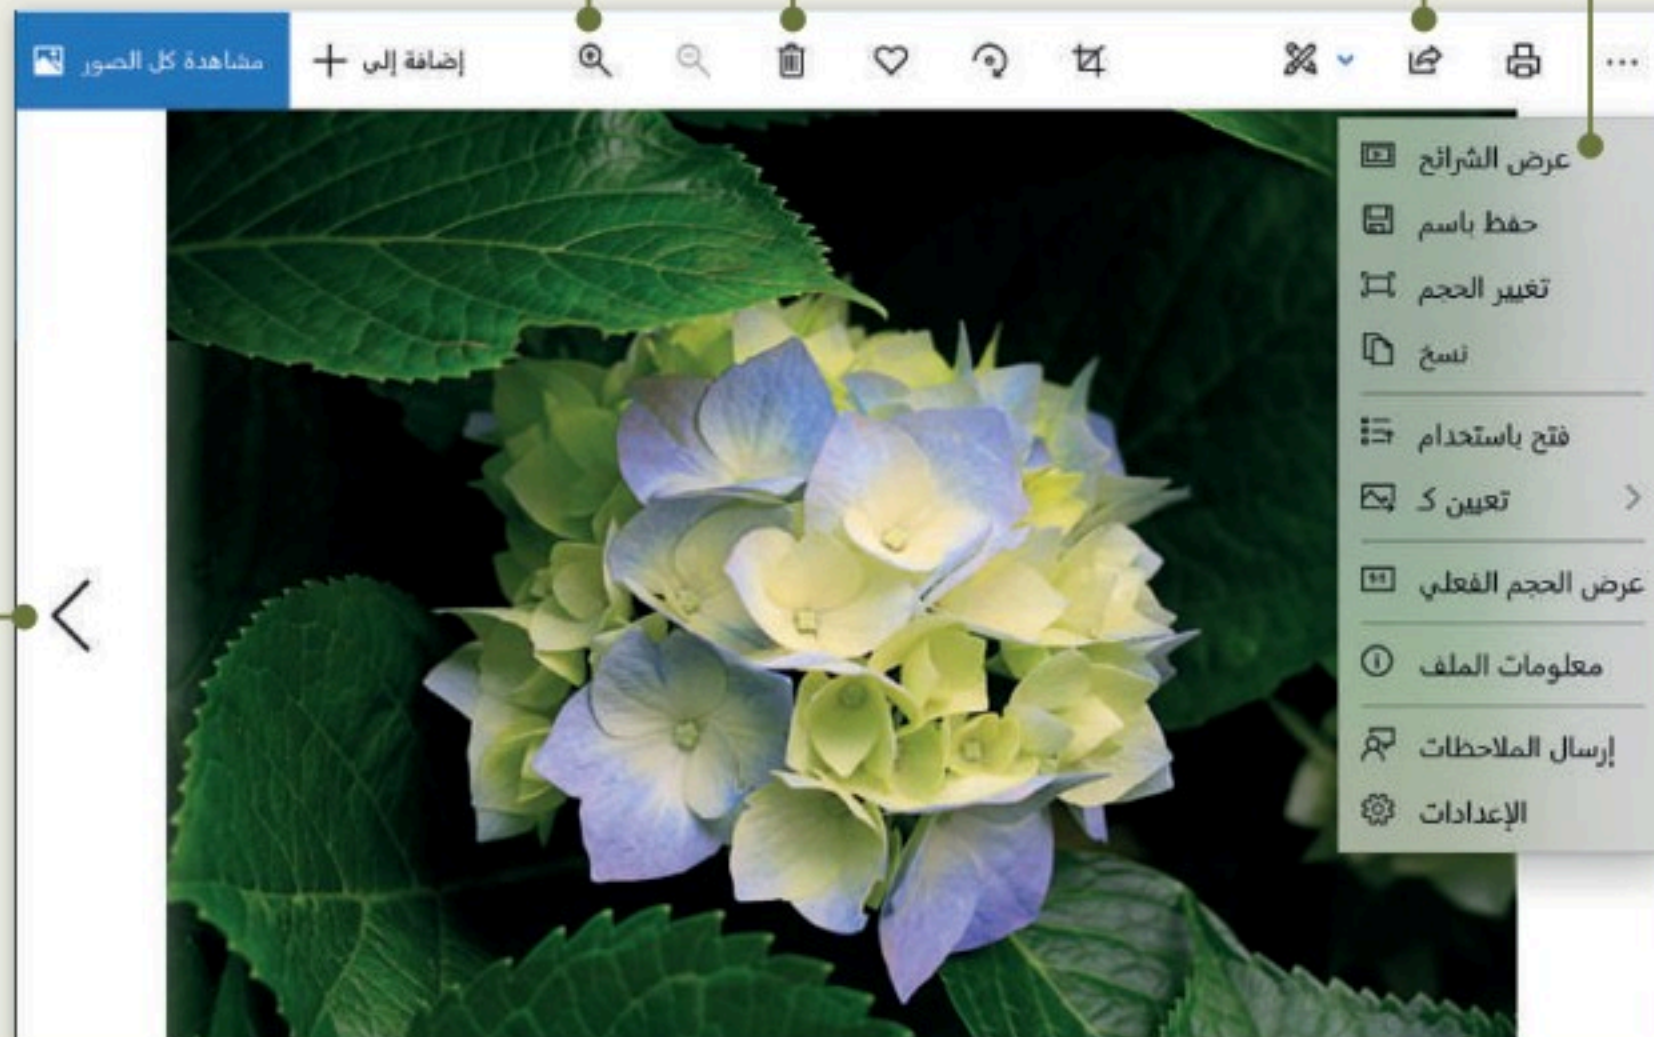 مشاهدة كل الصور
إضافة إلى
عرض الشرائح
حفظ باسم
تغيير الحجم
نسخ
فتح باستخدام
تعيين كـ
عرض الحجم الفعلي
معلومات الملف
إرسال الملاحظات
الإعدادات